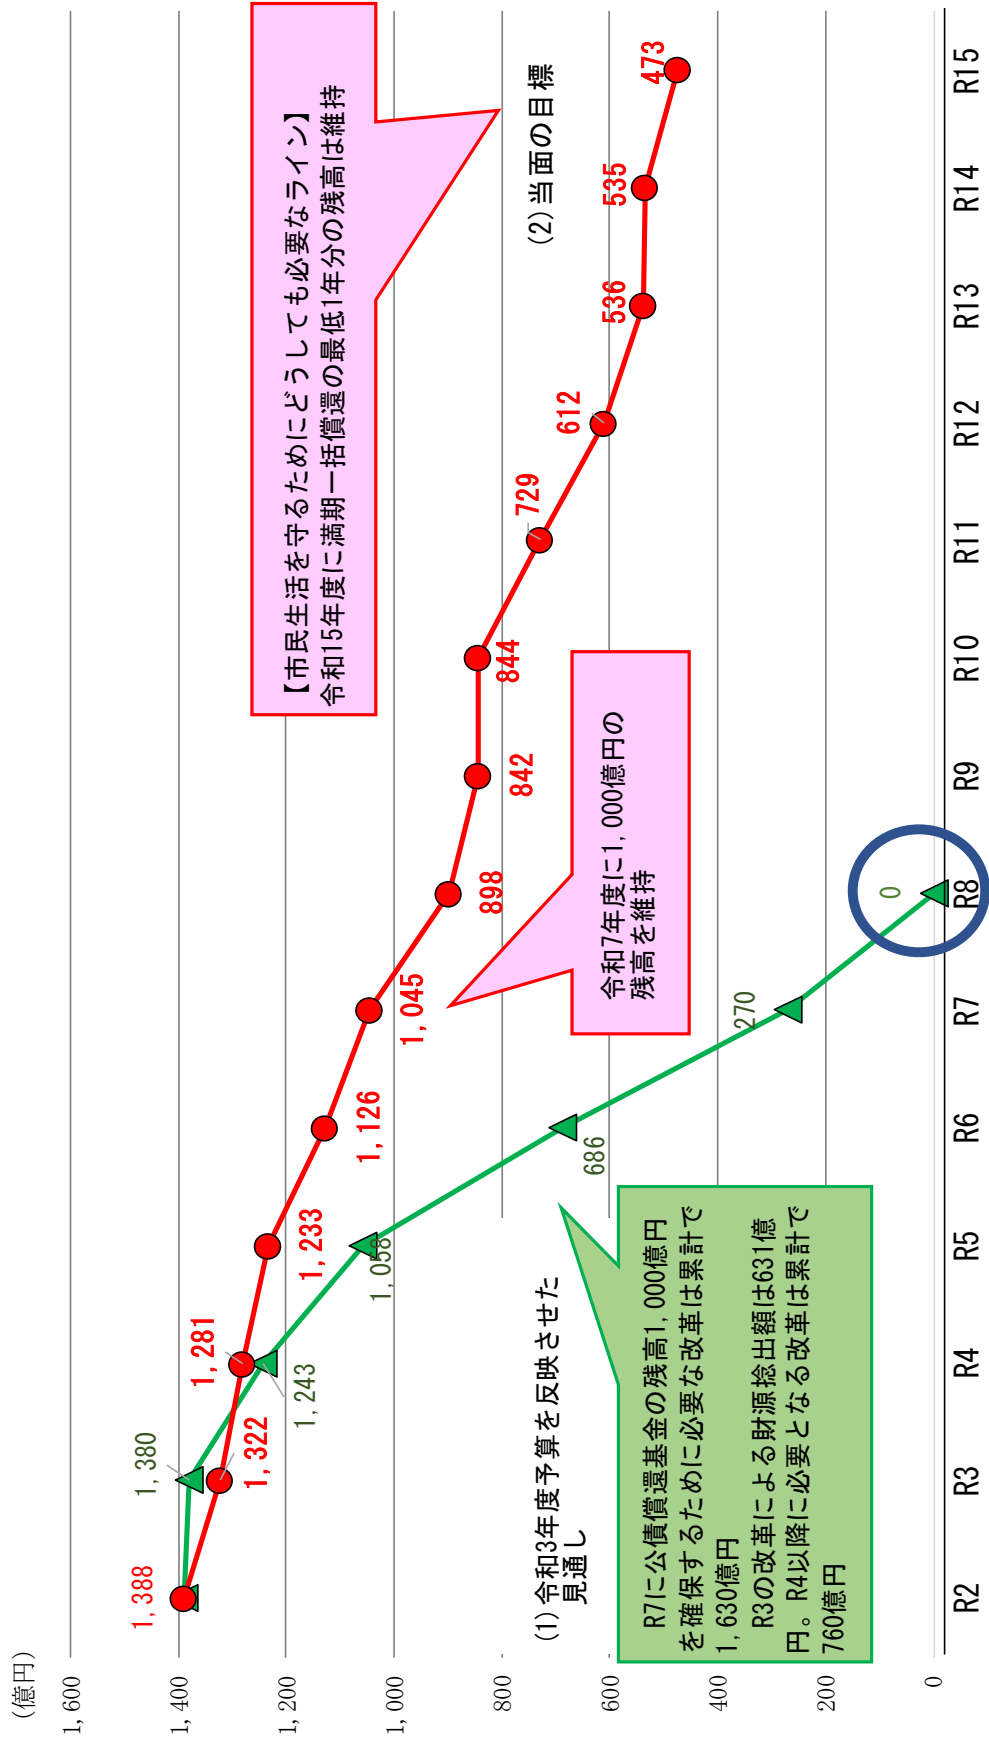 (億円)
1,600
1,400
1,200
1,000
800
600
400
200
0
【市民生活を守るためにどうしても必要なライン】
令和15年度に満期一括償還の最低1年分の残高は維持
1,388
1,380
1,322
1,281
1,243
1,233
1,058
1,126
686
1,045
270
898
0
842
844
729
612
536
535
473
(2)当面の目標
令和7年度に1,000億円の
残高を維持
(1)令和3年度予算を反映させた
見通し
R7に公債償還基金の残高1,000億円
を確保するために必要な改革は累計で
1,630億円
R3の改革による財源捻出額は631億
円。R4以降に必要となる改革は累計で
760億円
R2
R3
R4
R5
R6
R7
R8
R9
R10
R11
R12
R13
R14
R15